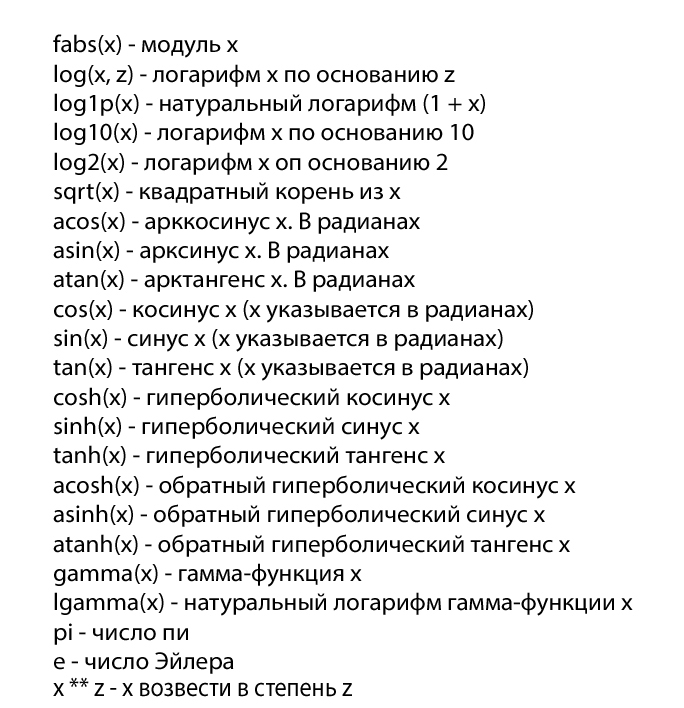 fabs(x) - модуль x
log(x, z) - логарифм x по основанию z
log1p(x) - натуральный логарифм (1 + x)
log10(x) - логарифм x по основанию 10
log2(x) - логарифм x оп основанию 2
sqrt(x) - квадратный корень из x
acos(x) - арккосинус x. В радианах
asin(x) - арксинус x. В радианах
atan(x) - арктангенс x. В радианах
cos(x) - косинус x (x указывается в радианах)
sin(x) - синус x (x указывается в радианах)
tan(x) - тангенс x (x указывается в радианах)
cosh(x) - гиперболический косинус x
sinh(x) - гиперболический синус x
tanh(x) - гиперболический тангенс x
acosh(x) - обратный гиперболический косинус x
asinh(x) - обратный гиперболический синус x
atanh(x) - обратный гиперболический тангенс x
gamma(x) - гамма-функция x
lgamma(x) - натуральный логарифм гамма-функции x
pi - число пи
e - число Эйлера
x ** z - x возвести в степень z